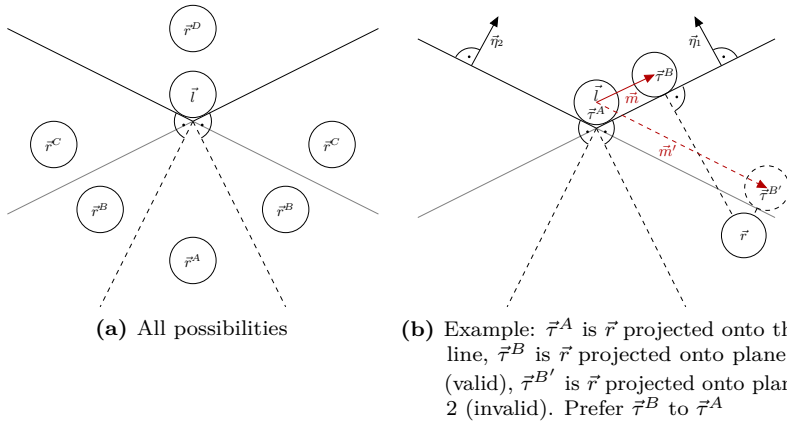 r⃗^D
l⃗
r⃗^C
r⃗^C
r⃗^B
r⃗^B
r⃗^A
(a) All possibilities
η⃗₂
η⃗₁
l⃗
τ⃗^A
τ⃗^B
m⃗
m⃗′
τ⃗^B′
r⃗
(b) Example: τ⃗^A is r⃗ projected onto th
line, τ⃗^B is r⃗ projected onto plane
(valid), τ⃗^B′ is r⃗ projected onto plan
2 (invalid). Prefer τ⃗^B to τ⃗^A